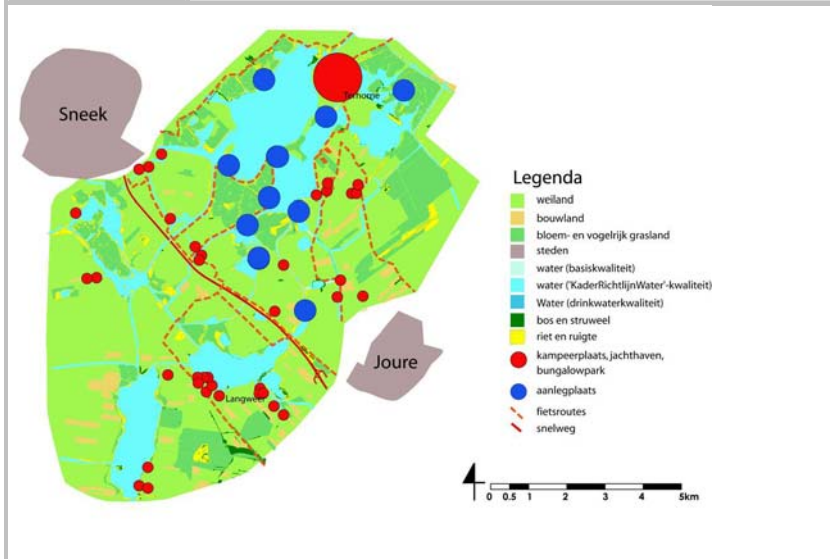 Sneek
Terhorne
Joure
Langweer
Legenda
weiland
bouwland
bloem- en vogelrijk grasland
steden
water (basiskwaliteit)
water ('KaderRichtlijnWater'-kwaliteit)
Water (drinkwaterkwaliteit)
bos en struweel
riet en ruigte
kampeerplaats, jachthaven,
bungalowpark
aanlegplaats
fietsroutes
snelweg
0 0.5 1 2 3 4 5km